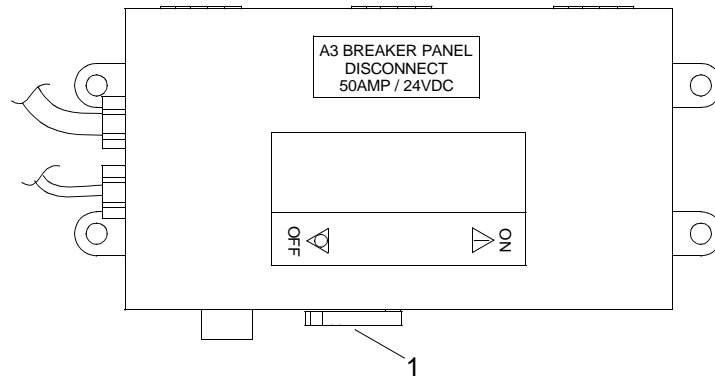 A3 BREAKER PANEL
DISCONNECT
50AMP / 24VDC
OFF
ON
1